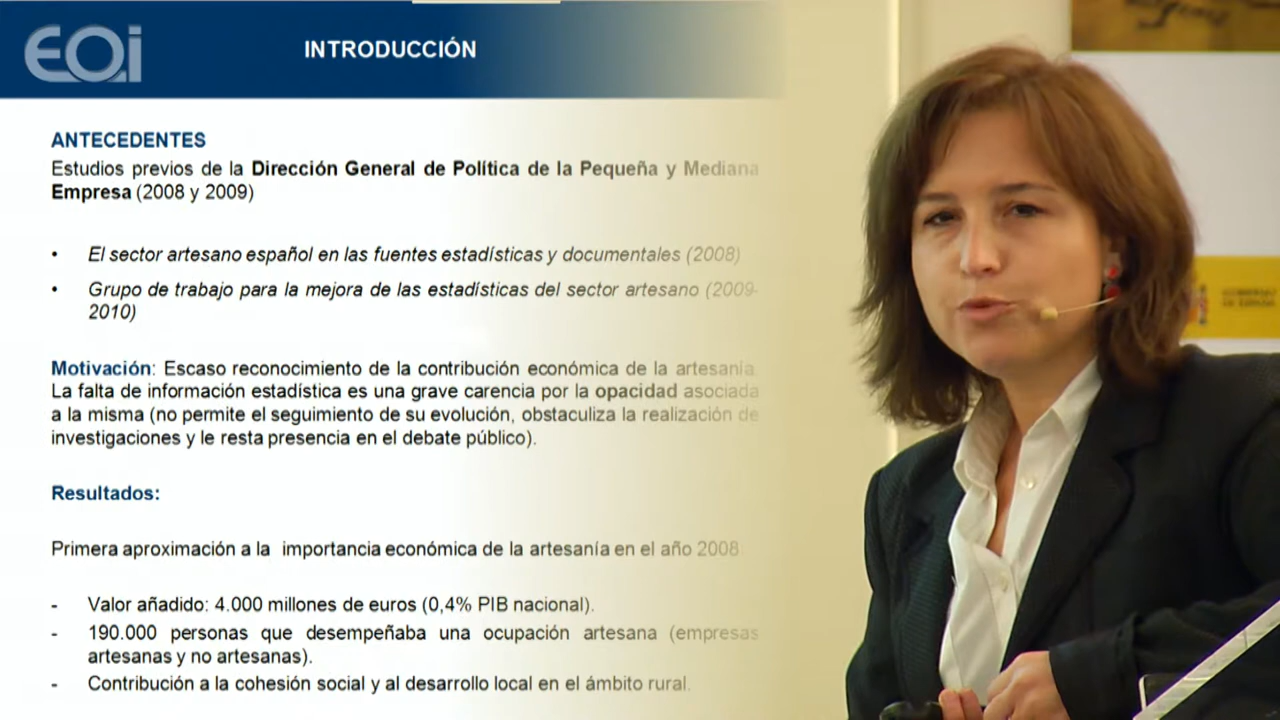 eoi
INTRODUCCIÓN
ANTECEDENTES
Estudios previos de la Dirección General de Política de la Pequeña y Mediana
Empresa (2008 y 2009)
• El sector artesano español en las fuentes estadísticas y documentales (2008)
• Grupo de trabajo para la mejora de las estadísticas del sector artesano (2009-
2010)
Motivación: Escaso reconocimiento de la contribución económica de la artesanía.
La falta de información estadística es una grave carencia por la opacidad asociada
a la misma (no permite el seguimiento de su evolución, obstaculiza la realización de
investigaciones y le resta presencia en el debate público).
Resultados:
Primera aproximación a la importancia económica de la artesanía en el año 2008:
- Valor añadido: 4.000 millones de euros (0,4% PIB nacional).
- 190.000 personas que desempeñaba una ocupación artesana (empresas
artesanas y no artesanas).
- Contribución a la cohesión social y al desarrollo local en el ámbito rural.
GOBIERNO
DE ESPAÑA